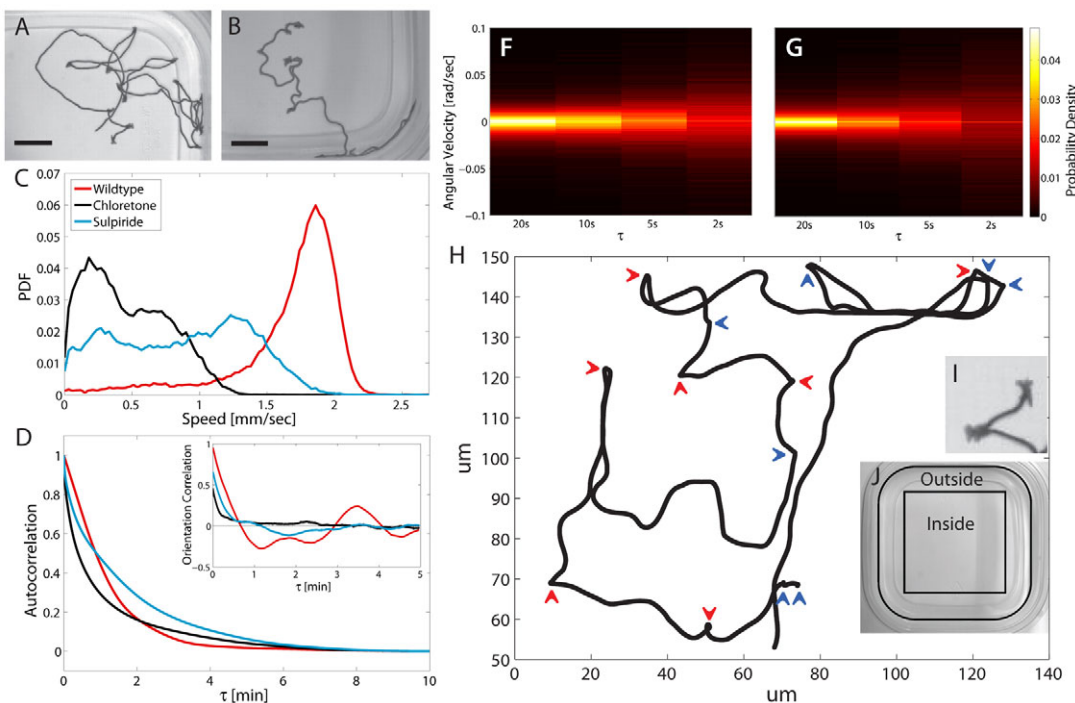 A
B
C
0.07
0.06
0.05
0.04
0.03
0.02
0.01
0
PDF
Wildtype
Chloretone
Sulpiride
0 0.5 1 1.5 2 2.5
Speed [mm/sec]
D
1
0.8
0.6
0.4
0.2
0
Autocorrelation
0 2 4 6 8 10
τ [min]
1
0.5
0
−0.5
Orientation Correlation
0 1 2 3 4 5
τ [min]
F
0.1
0.05
0
-0.05
-0.1
Angular Velocity [rad/sec]
20s 10s 5s 2s
τ
G
20s 10s 5s 2s
τ
0.04
0.03
0.02
0.01
0
Probability Density
H
150
140
130
120
110
100
90
80
70
60
50
um
0 20 40 60 80 100 120 140
um
I
J
Outside
Inside